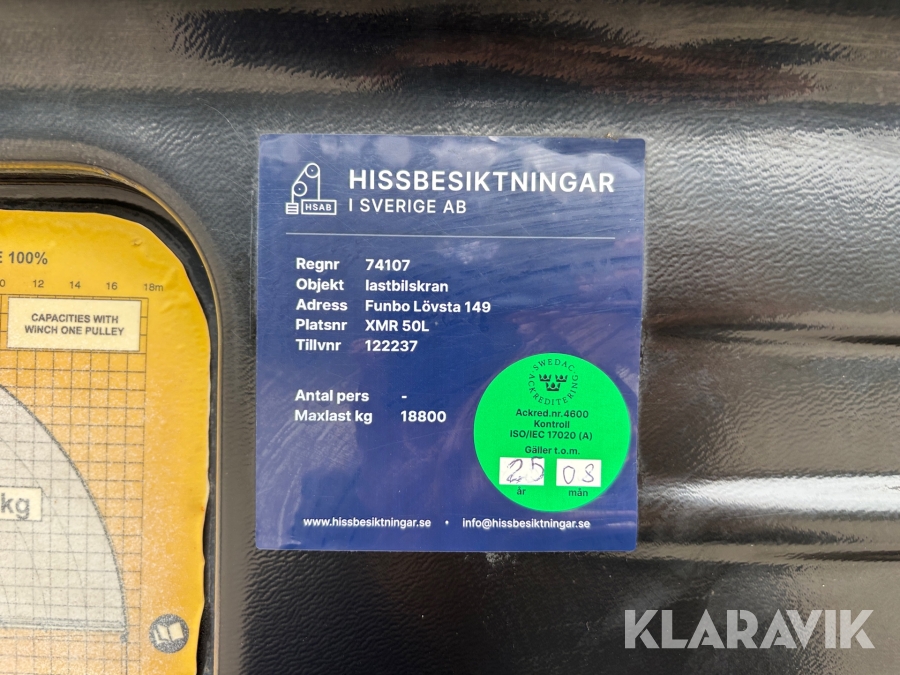 HISSBESIKTNINGAR
I SVERIGE AB
HSAB
Regnr 74107
Objekt lastbilskran
Adress Funbo Lövsta 149
Platsnr XMR 50L
Tillvnr 122237
Antal pers -
Maxlast kg 18800
SWEDAC
ACKREDITERING
Ackred.nr.4600
Kontroll
ISO/IEC 17020 (A)
Gäller t.o.m.
25 03
år mån
www.hissbesiktningar.se • info@hissbesiktningar.se
E 100%
0 12 14 16 18m
CAPACITIES WITH
WINCH ONE PULLEY
kg
KLARAVIK